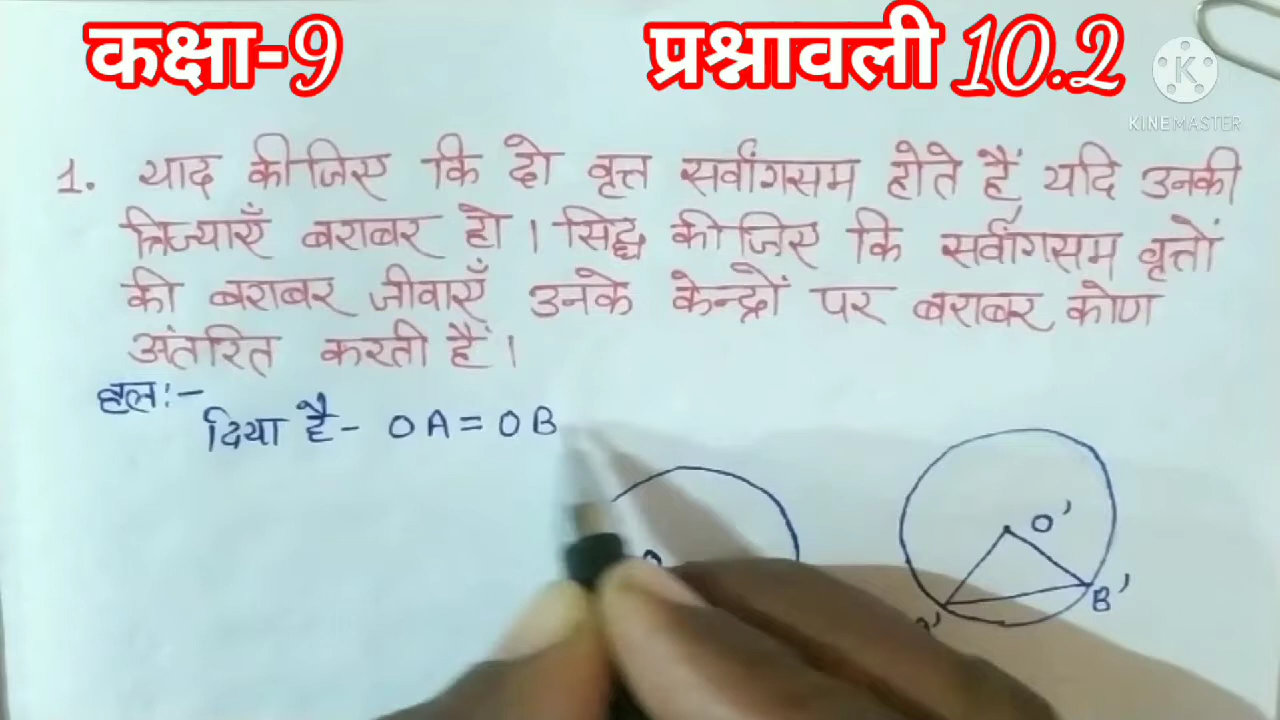 कक्षा-9
प्रश्नावली 10.2
K
KINEMASTER
1. याद कीजिए कि दो वृत्त सर्वांगसम होते हैं यदि उनकी
त्रिज्याएँ बराबर हो । सिद्ध कीजिए कि सर्वांगसम वृत्तों
की बराबर जीवाएँ उनके केन्द्रों पर बराबर कोण
अंतरित करती हैं ।
हल:-
दिया है- OA = OB
O'
B'